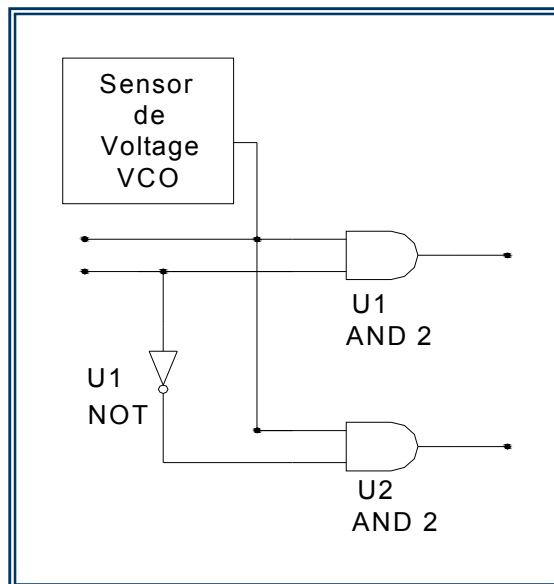 Sensor
de
Voltage
VCO
U1
AND 2
U1
NOT
U2
AND 2